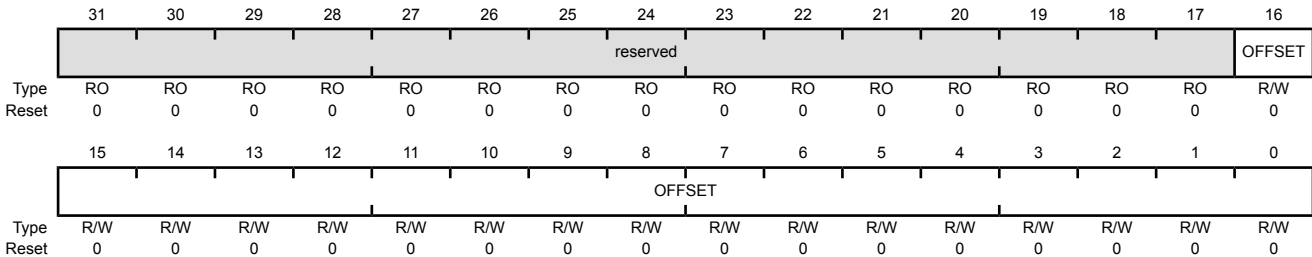 31 30 29 28 27 26 25 24 23 22 21 20 19 18 17 16
reserved OFFSET
Type RO RO RO RO RO RO RO RO RO RO RO RO RO RO RO R/W
Reset 0 0 0 0 0 0 0 0 0 0 0 0 0 0 0 0
15 14 13 12 11 10 9 8 7 6 5 4 3 2 1 0
OFFSET
Type R/W R/W R/W R/W R/W R/W R/W R/W R/W R/W R/W R/W R/W R/W R/W R/W
Reset 0 0 0 0 0 0 0 0 0 0 0 0 0 0 0 0